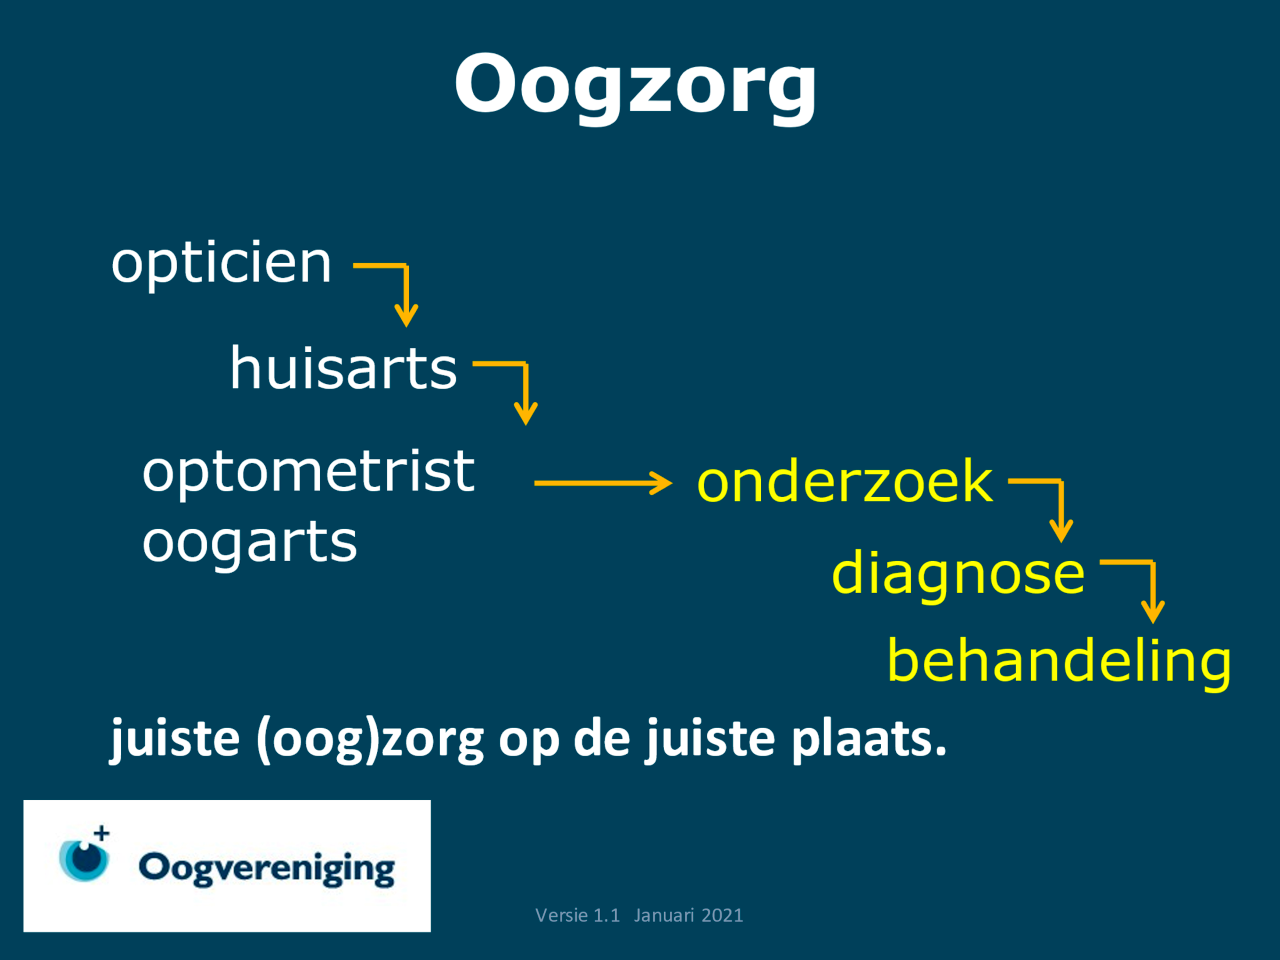 Oogzorg
opticien
huisarts
optometrist
onderzoek
oogarts
diagnose
behandeling
juiste (oog)zorg op de juiste plaats.
Oogvereniging
Versie 1.1 Januari 2021